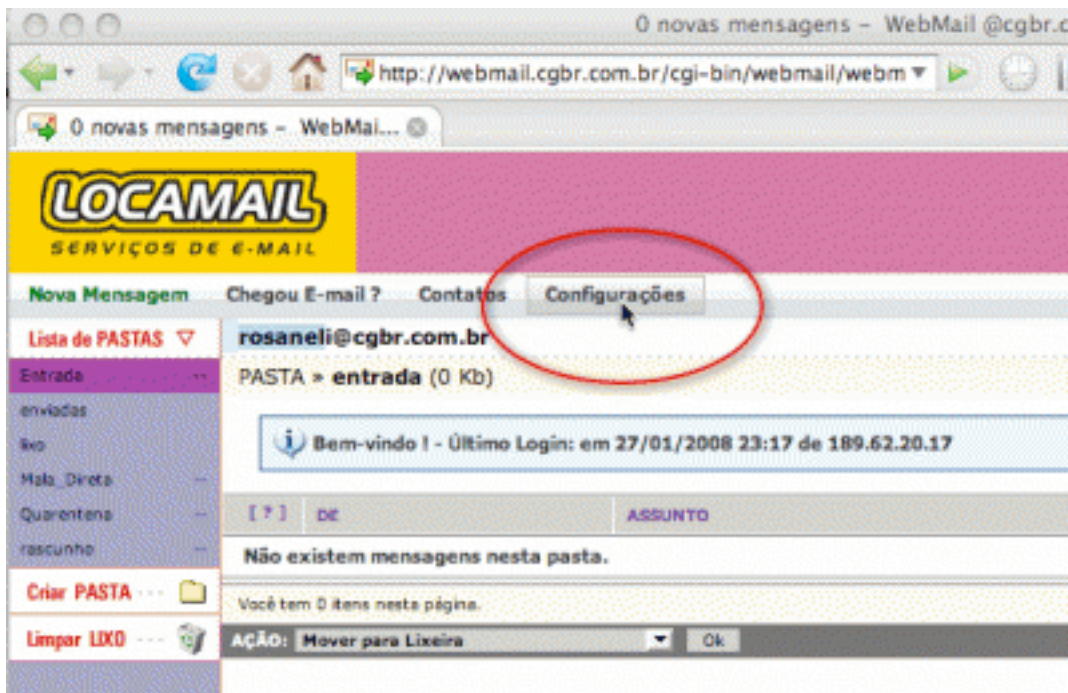 0 novas mensagens - WebMail @cgbr.c
http://webmail.cgbr.com.br/cgi-bin/webmail/webm
0 novas mensagens - WebMai...
LOCAMAIL
SERVIÇOS DE E-MAIL
Nova Mensagem Chegou E-mail ? Contatos Configurações
Lista de PASTAS rosaneli@cgbr.com.br
Entrada -- PASTA » entrada (0 Kb)
enviadas
lixo
Bem-vindo ! - Último Login: em 27/01/2008 23:17 de 189.62.20.17
Mala_Direta --
Quarentena -- [ ? ] DE ASSUNTO
rascunho -- Não existem mensagens nesta pasta.
Criar PASTA --- Você tem 0 itens nesta página.
Limpar LIXO --- AÇÃO: Mover para Lixeira Ok